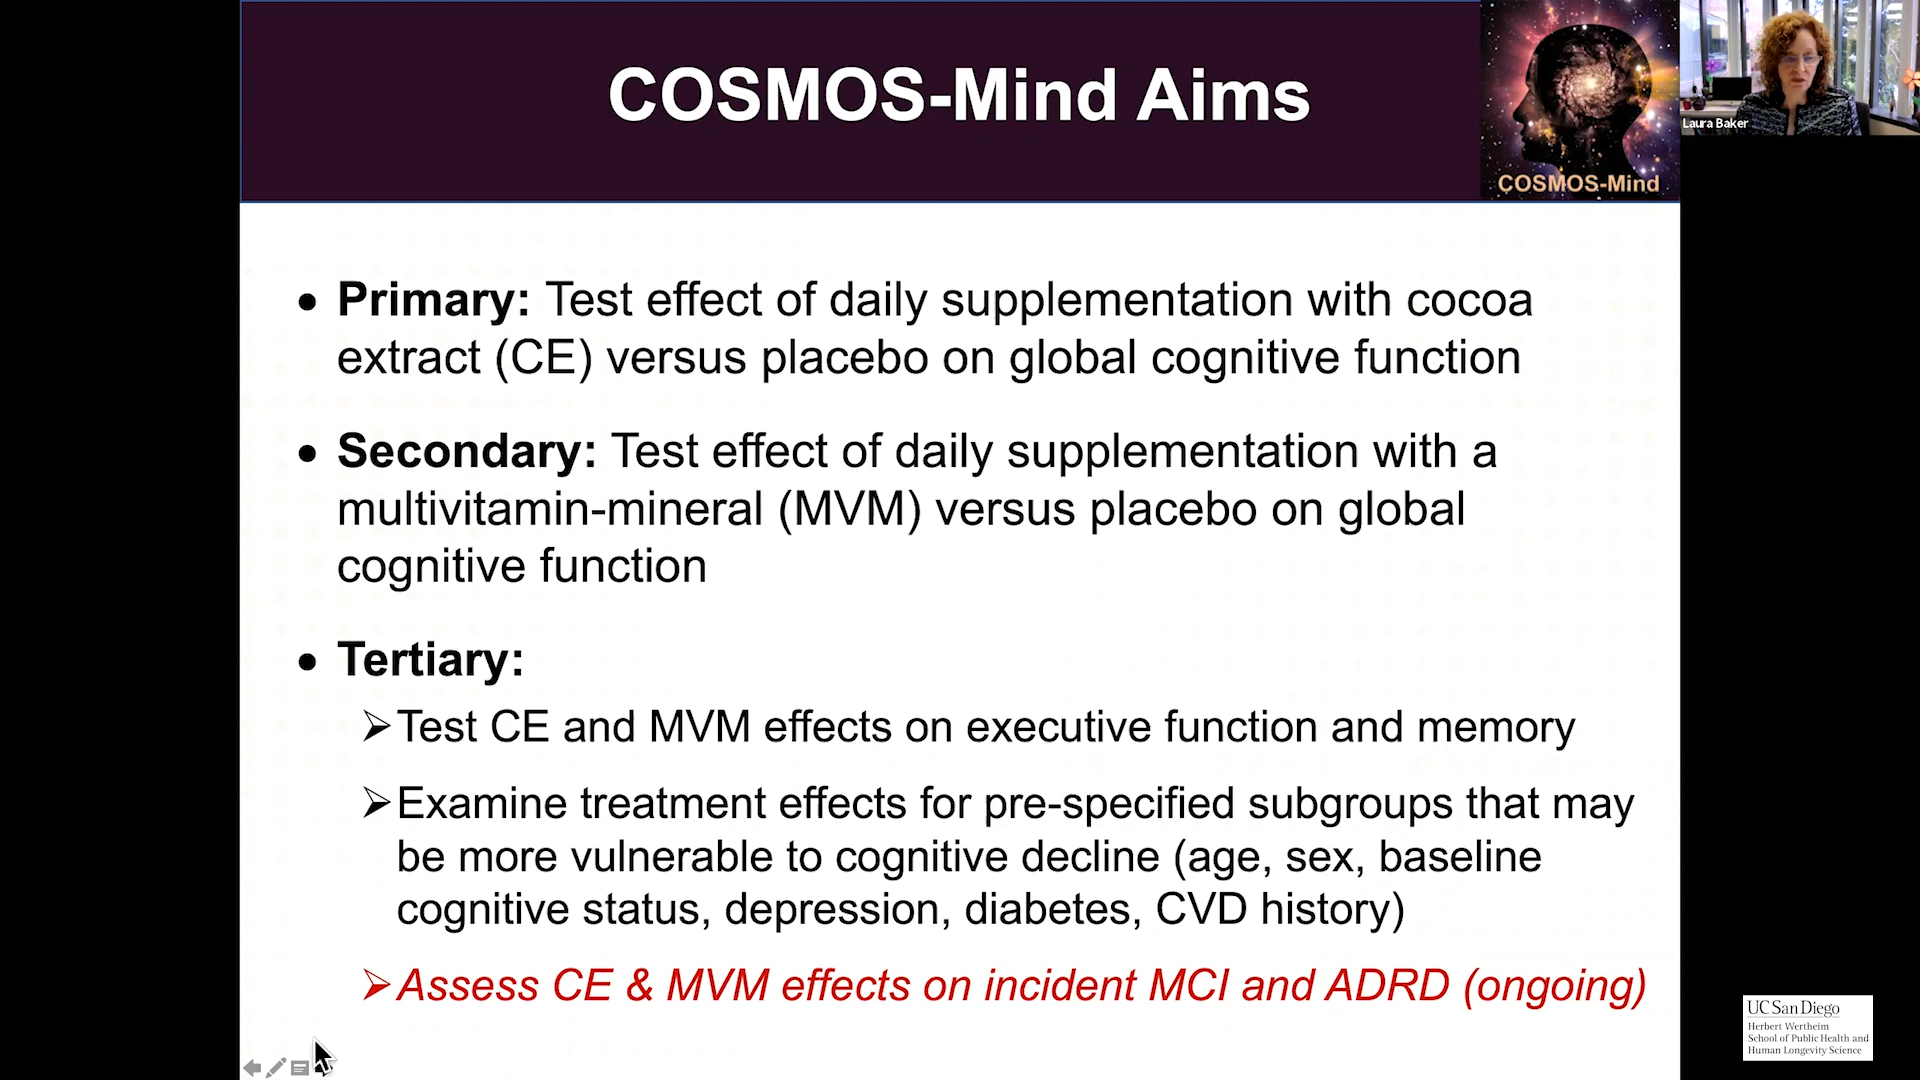 COSMOS-Mind Aims
COSMOS-Mind
Laura Baker
• Primary: Test effect of daily supplementation with cocoa
extract (CE) versus placebo on global cognitive function
• Secondary: Test effect of daily supplementation with a
multivitamin-mineral (MVM) versus placebo on global
cognitive function
• Tertiary:
➢Test CE and MVM effects on executive function and memory
➢Examine treatment effects for pre-specified subgroups that may
be more vulnerable to cognitive decline (age, sex, baseline
cognitive status, depression, diabetes, CVD history)
➢Assess CE & MVM effects on incident MCI and ADRD (ongoing)
UC San Diego
Herbert Wertheim
School of Public Health and
Human Longevity Science